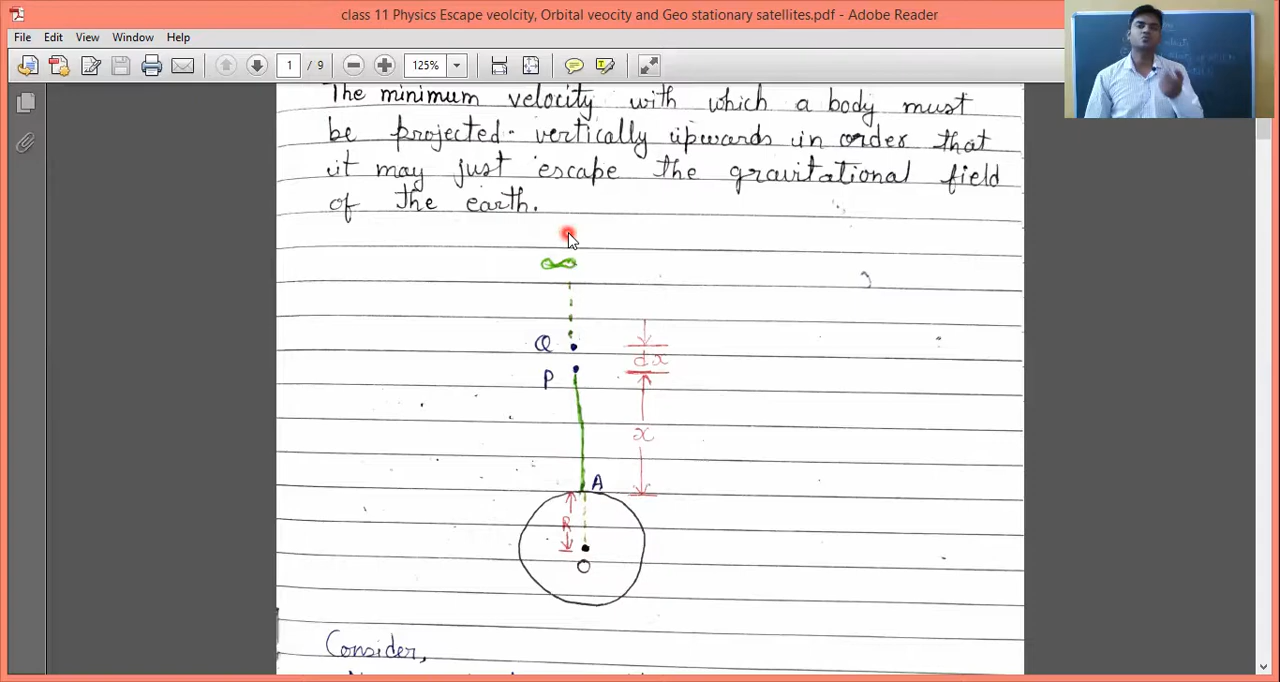 class 11 Physics Escape veolcity, Orbital veocity and Geo stationary satellites.pdf - Adobe Reader
File Edit View Window Help
1 / 9 125%
The minimum velocity with which a body must
be projected vertically upwards in order that
it may just escape the gravitational field
of the earth.
∞
Q
dx
P
x
A
R
O
Consider,